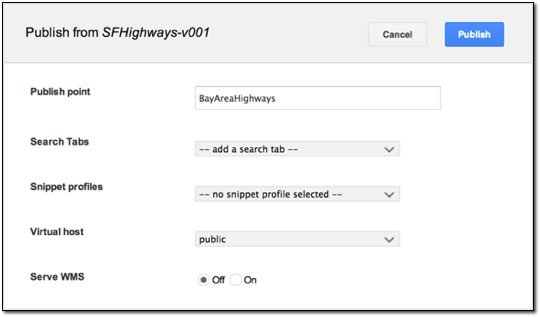 Publish from SFHighways-v001
Cancel
Publish
Publish point
BayAreaHighways
Search Tabs
-- add a search tab --
Snippet profiles
-- no snippet profile selected --
Virtual host
public
Serve WMS
Off On